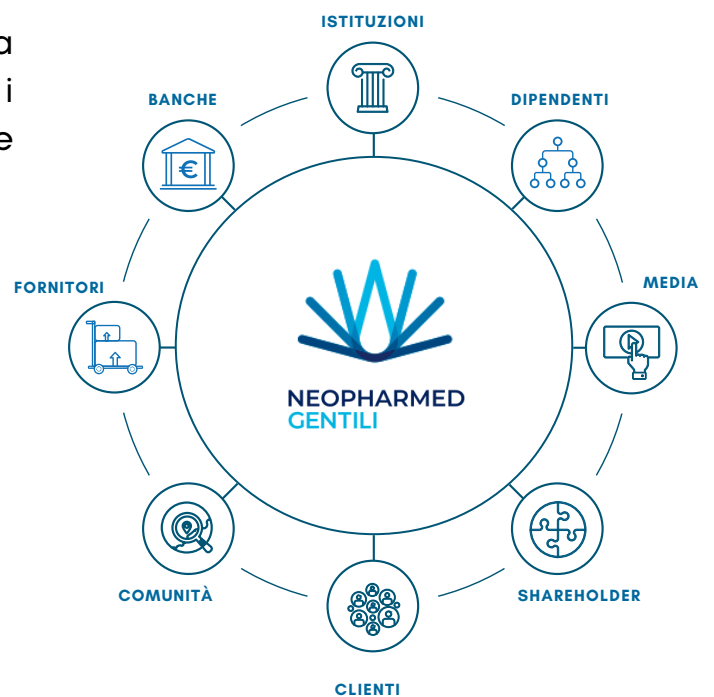 a
i
e
ISTITUZIONI
BANCHE
DIPENDENTI
€
FORNITORI
MEDIA
NEOPHARMED
GENTILI
COMUNITÀ
SHAREHOLDER
CLIENTI